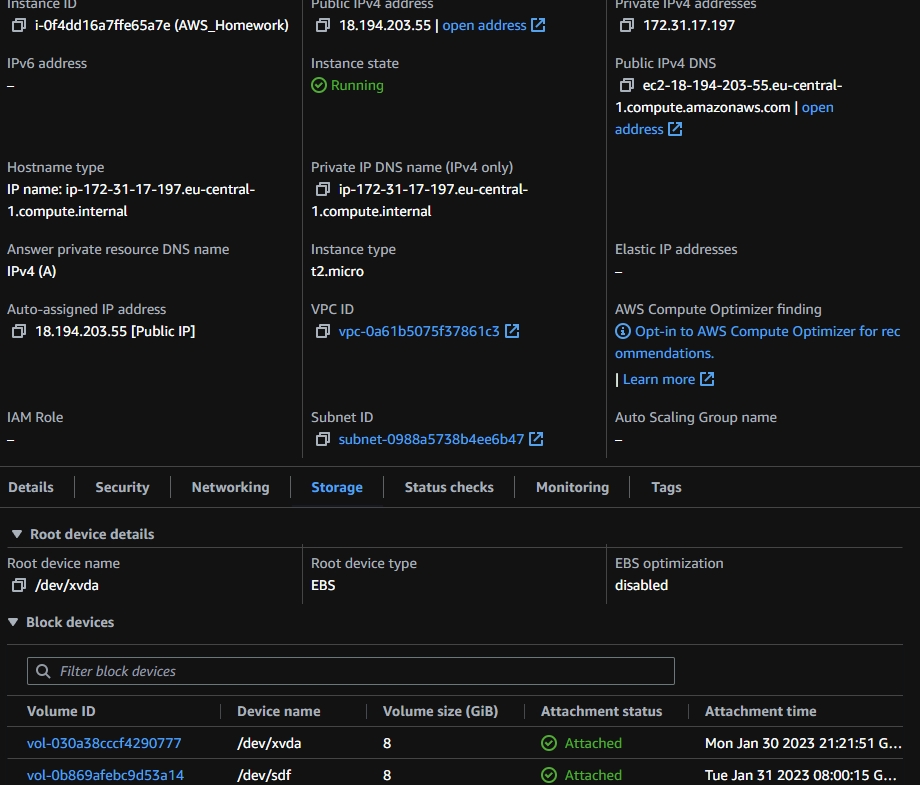 Instance ID
Public IPv4 address
Private IPv4 addresses
i-0f4dd16a7ffe65a7e (AWS_Homework)
18.194.203.55 | open address
172.31.17.197
IPv6 address
–
Instance state
Running
Public IPv4 DNS
ec2-18-194-203-55.eu-central-
1.compute.amazonaws.com | open
address
Hostname type
IP name: ip-172-31-17-197.eu-central-
1.compute.internal
Private IP DNS name (IPv4 only)
ip-172-31-17-197.eu-central-
1.compute.internal
Answer private resource DNS name
IPv4 (A)
Instance type
t2.micro
Elastic IP addresses
–
Auto-assigned IP address
18.194.203.55 [Public IP]
VPC ID
vpc-0a61b5075f37861c3
AWS Compute Optimizer finding
Opt-in to AWS Compute Optimizer for rec
ommendations.
| Learn more
IAM Role
–
Subnet ID
subnet-0988a5738b4ee6b47
Auto Scaling Group name
–
Details
Security
Networking
Storage
Status checks
Monitoring
Tags
Root device details
Root device name
/dev/xvda
Root device type
EBS
EBS optimization
disabled
Block devices
Filter block devices
Volume ID
Device name
Volume size (GiB)
Attachment status
Attachment time
vol-030a38cccf4290777
/dev/xvda
8
Attached
Mon Jan 30 2023 21:21:51 G...
vol-0b869afebc9d53a14
/dev/sdf
8
Attached
Tue Jan 31 2023 08:00:15 G...